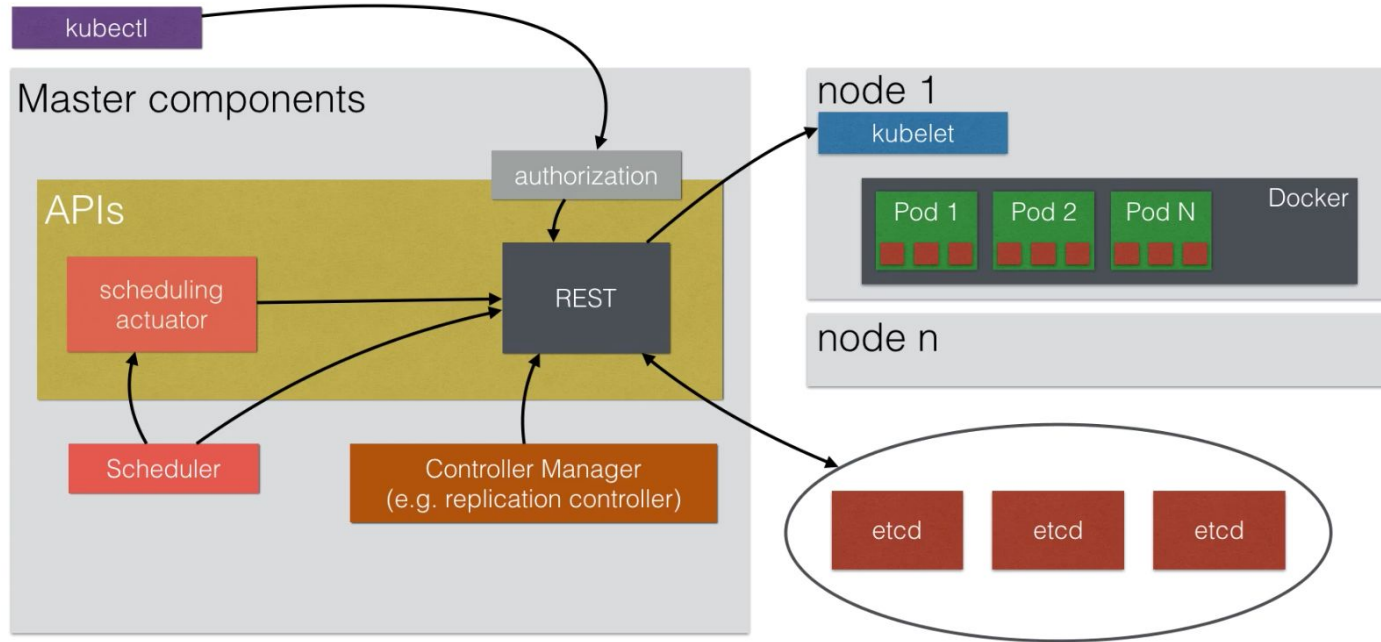 kubectl
Master components
authorization
APIs
scheduling
actuator
REST
Scheduler
Controller Manager
(e.g. replication controller)
node 1
kubelet
Docker
Pod 1
Pod 2
Pod N
node n
etcd
etcd
etcd